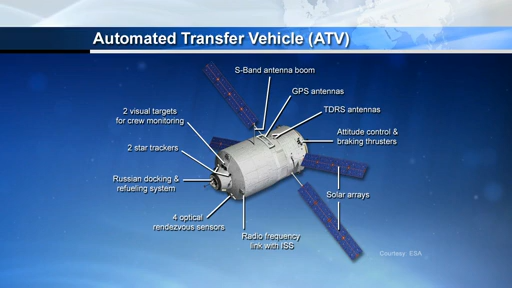 Automated Transfer Vehicle (ATV)
S-Band antenna boom
GPS antennas
TDRS antennas
2 visual targets
for crew monitoring
Attitude control &
braking thrusters
2 star trackers
Russian docking &
refueling system
Solar arrays
4 optical
rendezvous sensors
Radio frequency
link with ISS
Courtesy: ESA